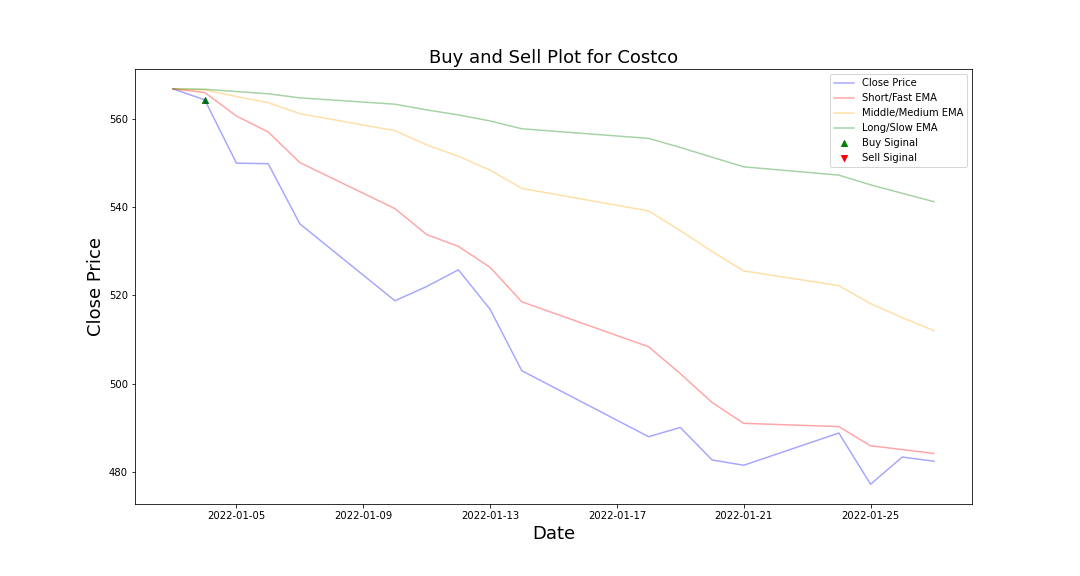 Buy and Sell Plot for Costco
Close Price
Short/Fast EMA
Middle/Medium EMA
Long/Slow EMA
Buy Siginal
Sell Siginal
560
540
520
500
480
Close Price
2022-01-05
2022-01-09
2022-01-13
2022-01-17
2022-01-21
2022-01-25
Date